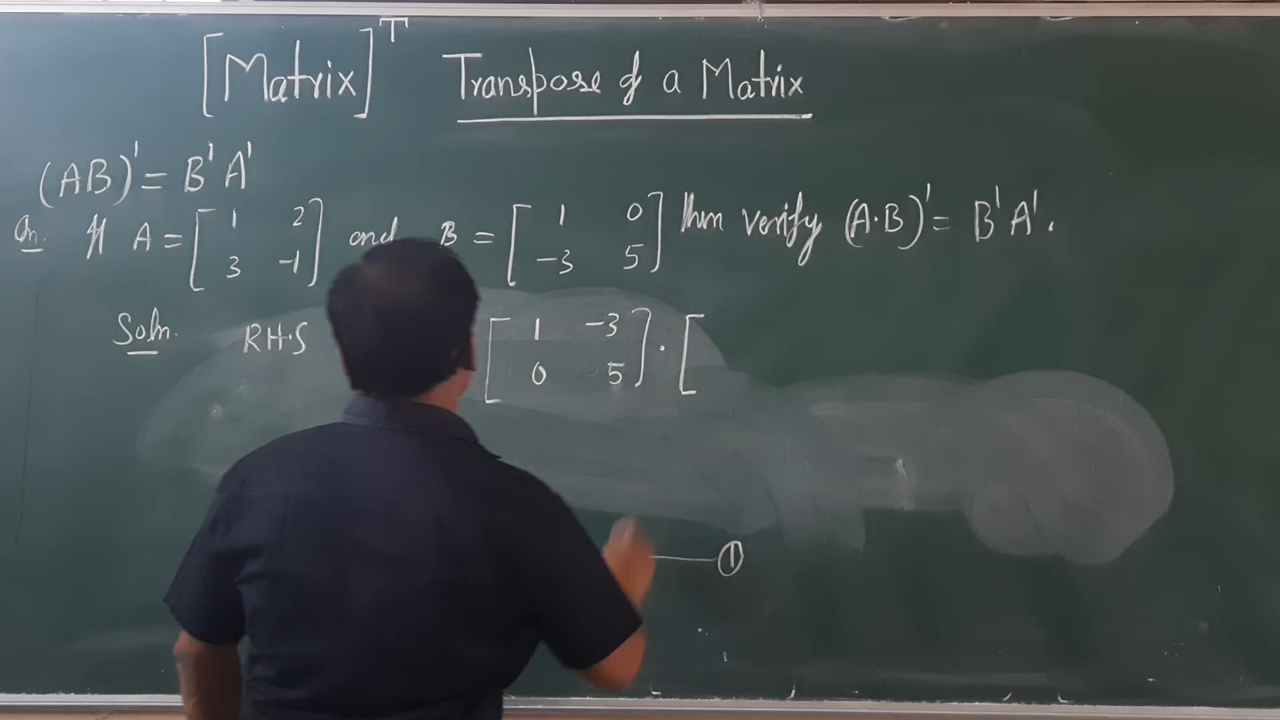 [Matrix]ᵀ Transpose of a Matrix
(AB)' = B'A'
Qn. If A = [ 1 2 ] and B = [ 1 0 ] then verify (A·B)' = B'A'.
[ 3 -1 ] [ -3 5 ]
Soln. R·H·S [ 1 -3 ] · [
[ 0 5 ]
①